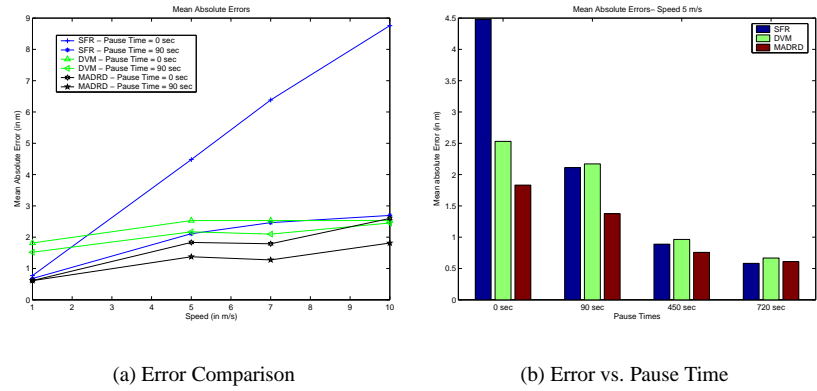 Mean Absolute Errors
9
8
7
6
5
4
3
2
1
0
Mean Absolute Error (in m)
SFR – Pause Time = 0 sec
SFR – Pause Time = 90 sec
DVM – Pause Time = 0 sec
DVM – Pause Time = 90 sec
MADRD – Pause Time = 0 sec
MADRD – Pause Time = 90 sec
1 2 3 4 5 6 7 8 9 10
Speed (in m/s)
(a) Error Comparison
Mean Absolute Errors– Speed 5 m/s
4.5
4
3.5
3
2.5
2
1.5
1
0.5
0
Mean absolute Error (in m)
SFR
DVM
MADRD
0 sec 90 sec 450 sec 720 sec
Pause Times
(b) Error vs. Pause Time